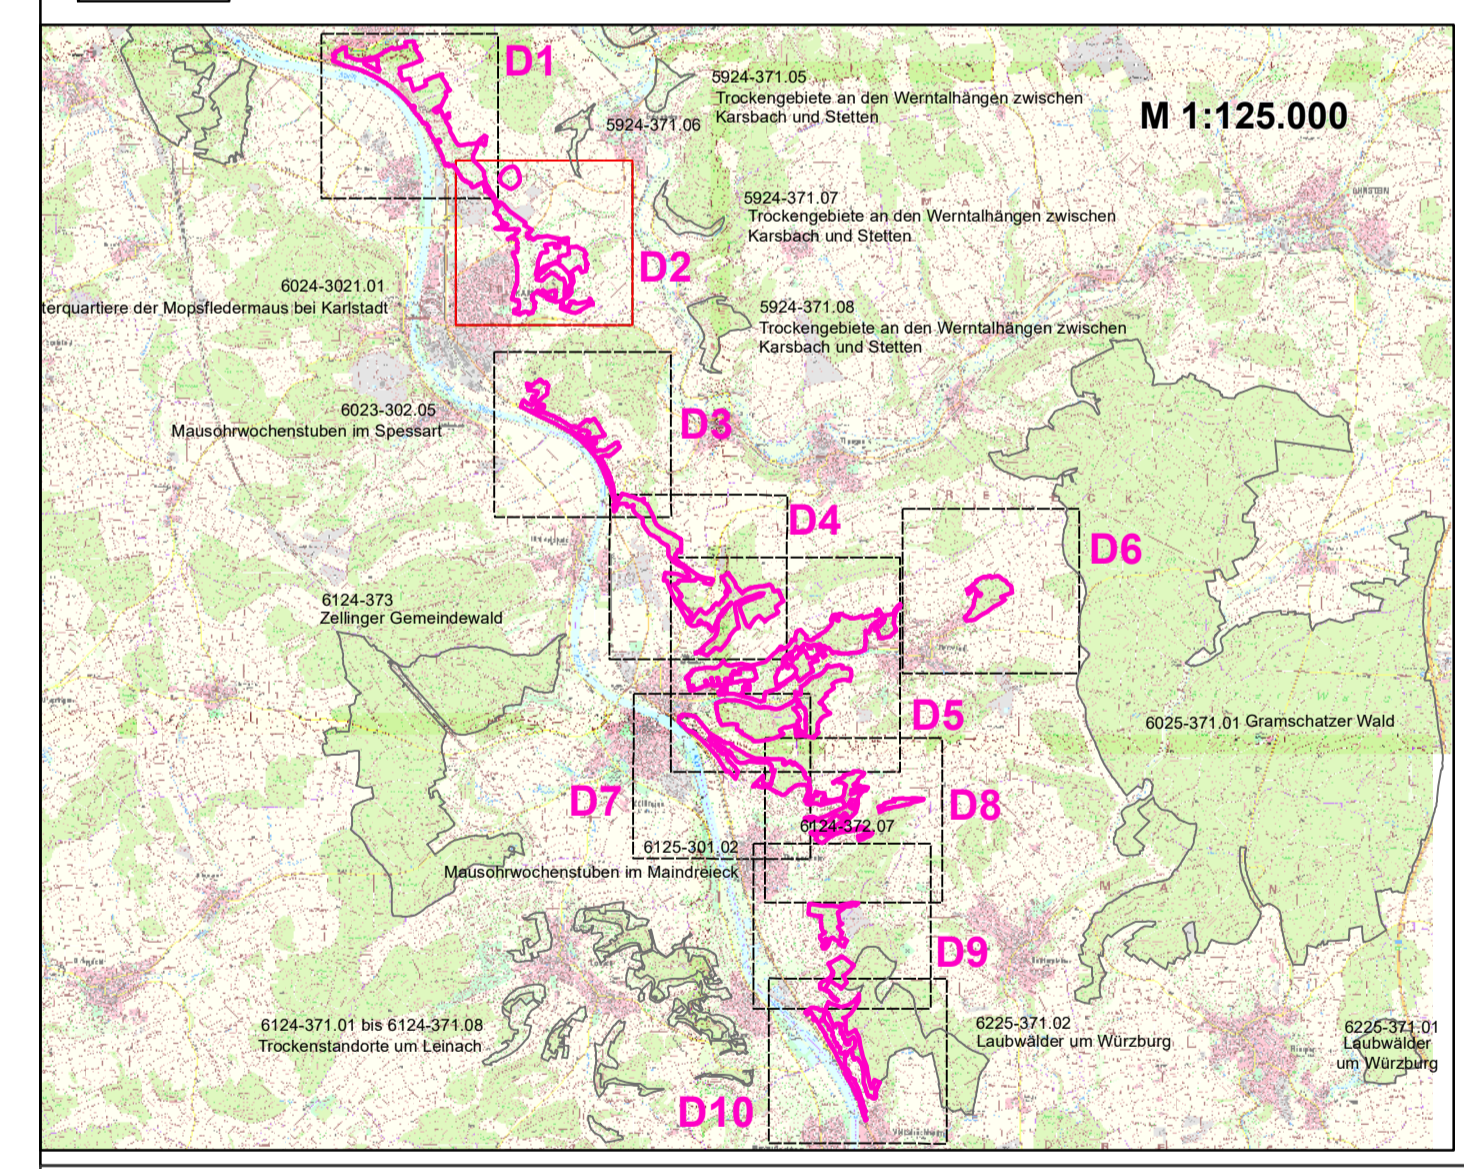 D1
5924-371.05
Trockengebiete an den Werntalhängen zwischen
Karsbach und Stetten
M 1:125.000
5924-371.06
5924-371.07
Trockengebiete an den Werntalhängen zwischen
Karsbach und Stetten
D2
6024-3021.01
terquartiere der Mopsfledermaus bei Karlstadt
5924-371.08
Trockengebiete an den Werntalhängen zwischen
Karsbach und Stetten
6023-302.05
Mausohrwochenstuben im Spessart
D3
D4
D6
6124-373
Zellinger Gemeindewald
D5
6025-371.01 Gramschatzer Wald
D7
D8
6124-372.07
6125-301.02
Mausohrwochenstuben im Maindreieck
D9
6124-371.01 bis 6124-371.08
Trockenstandorte um Leinach
6225-371.02
Laubwälder um Würzburg
6225-371.01
Laubwälder
um Würzburg
D10